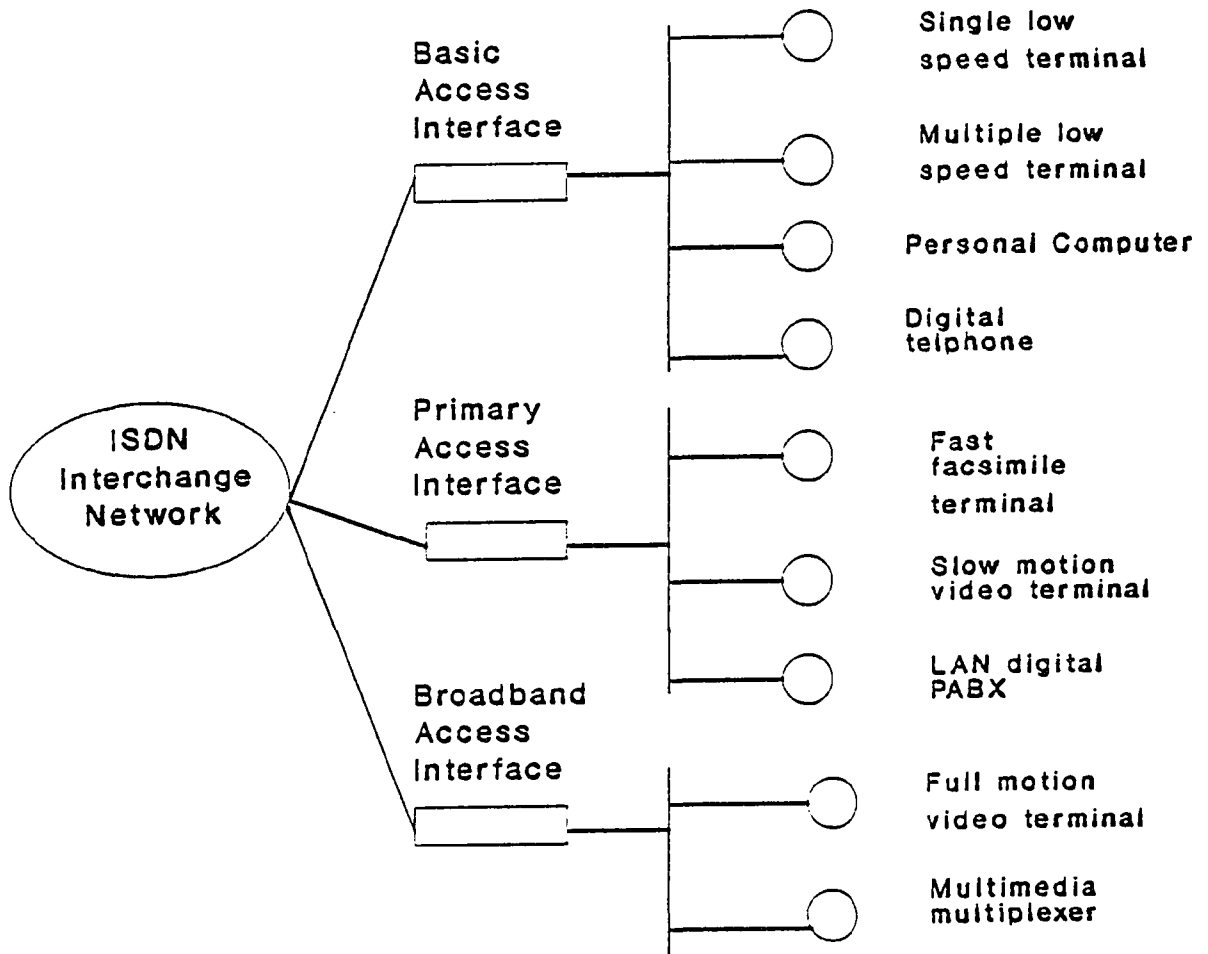 Single low
speed terminal
Basic
Access
Interface
Multiple low
speed terminal
Personal Computer
Digital
telphone
ISDN
Interchange
Network
Primary
Access
Interface
Fast
facsimile
terminal
Slow motion
video terminal
LAN digital
PABX
Broadband
Access
Interface
Full motion
video terminal
Multimedia
multiplexer